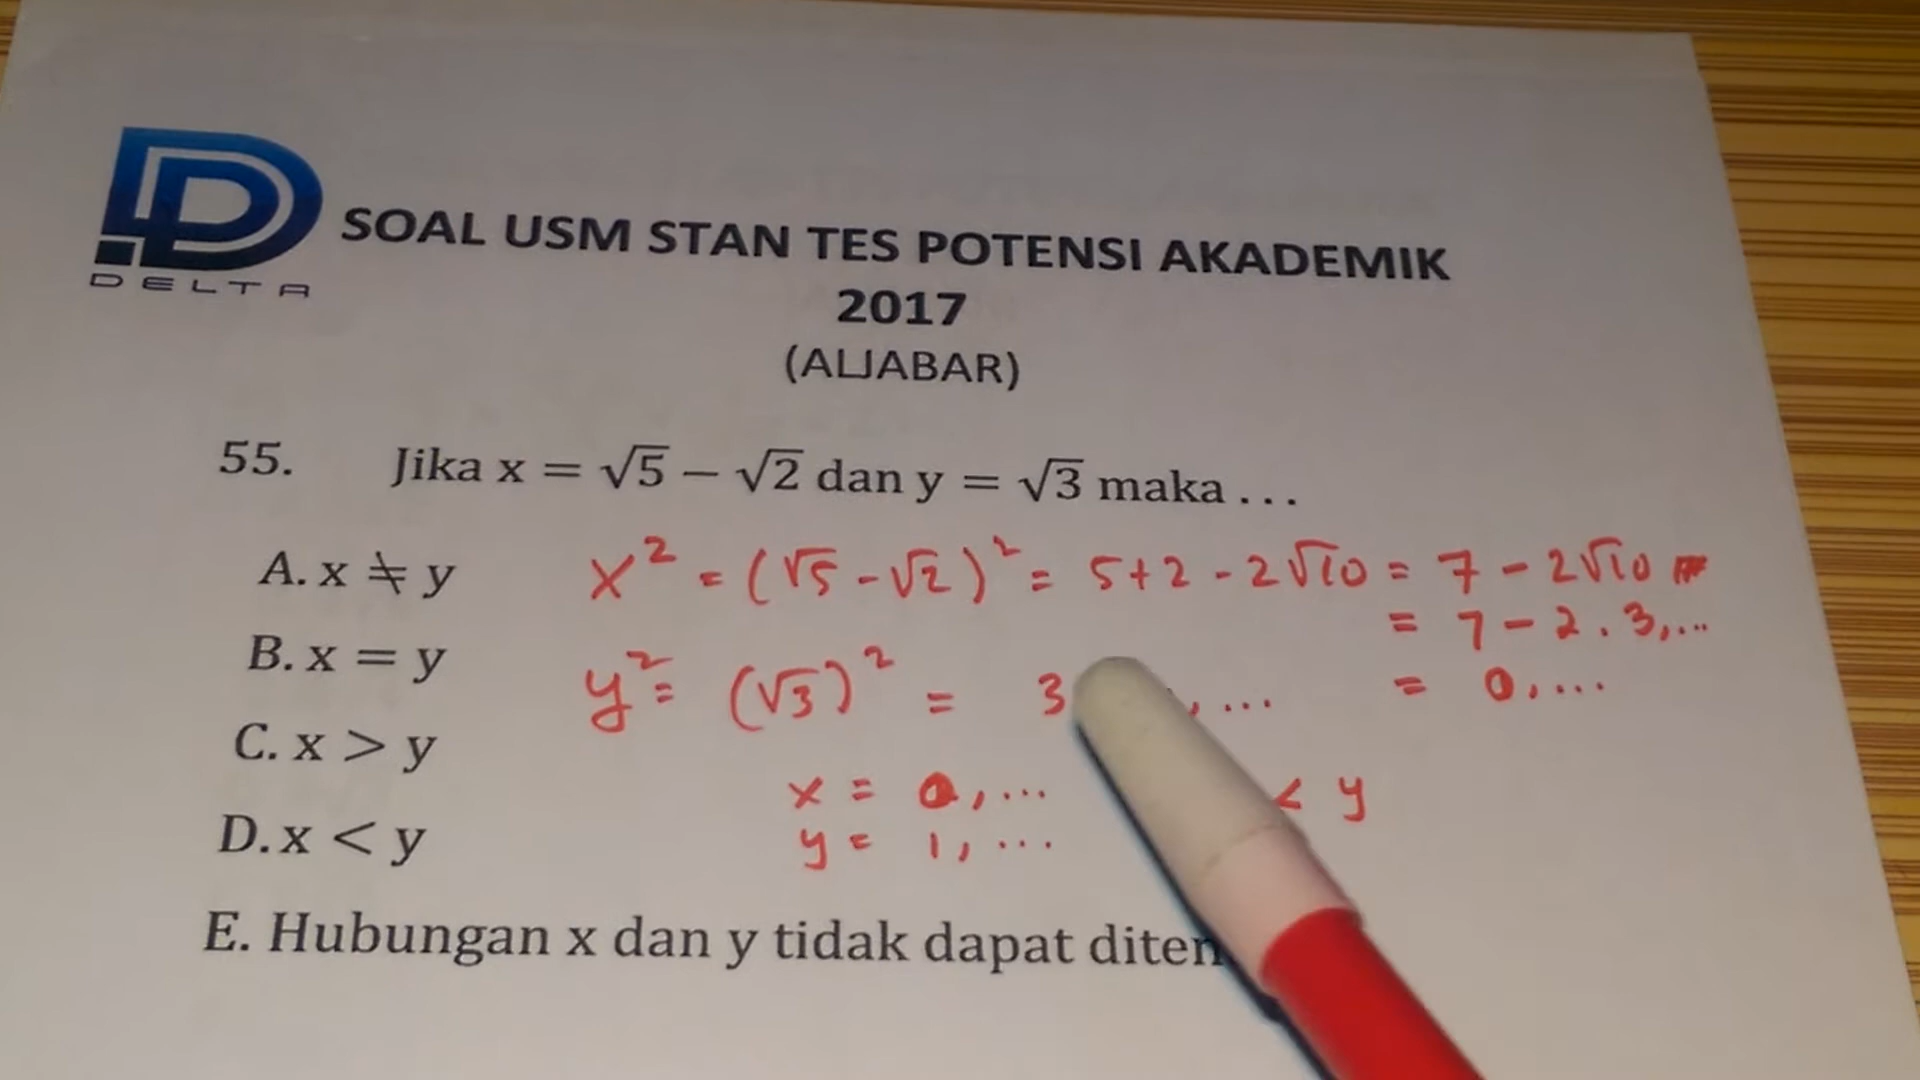 DELTA
SOAL USM STAN TES POTENSI AKADEMIK
2017
(ALJABAR)
55. Jika x = √5 − √2 dan y = √3 maka . . .
A. x ≠ y
x² = (√5 - √2)² = 5+2 - 2√10 = 7 - 2√10
= 7 - 2 . 3,...
B. x = y
y² = (√3)² = 3 , ...
= 0, ...
C. x > y
x = 0, ...
< y
D. x < y
y = 1, ...
E. Hubungan x dan y tidak dapat